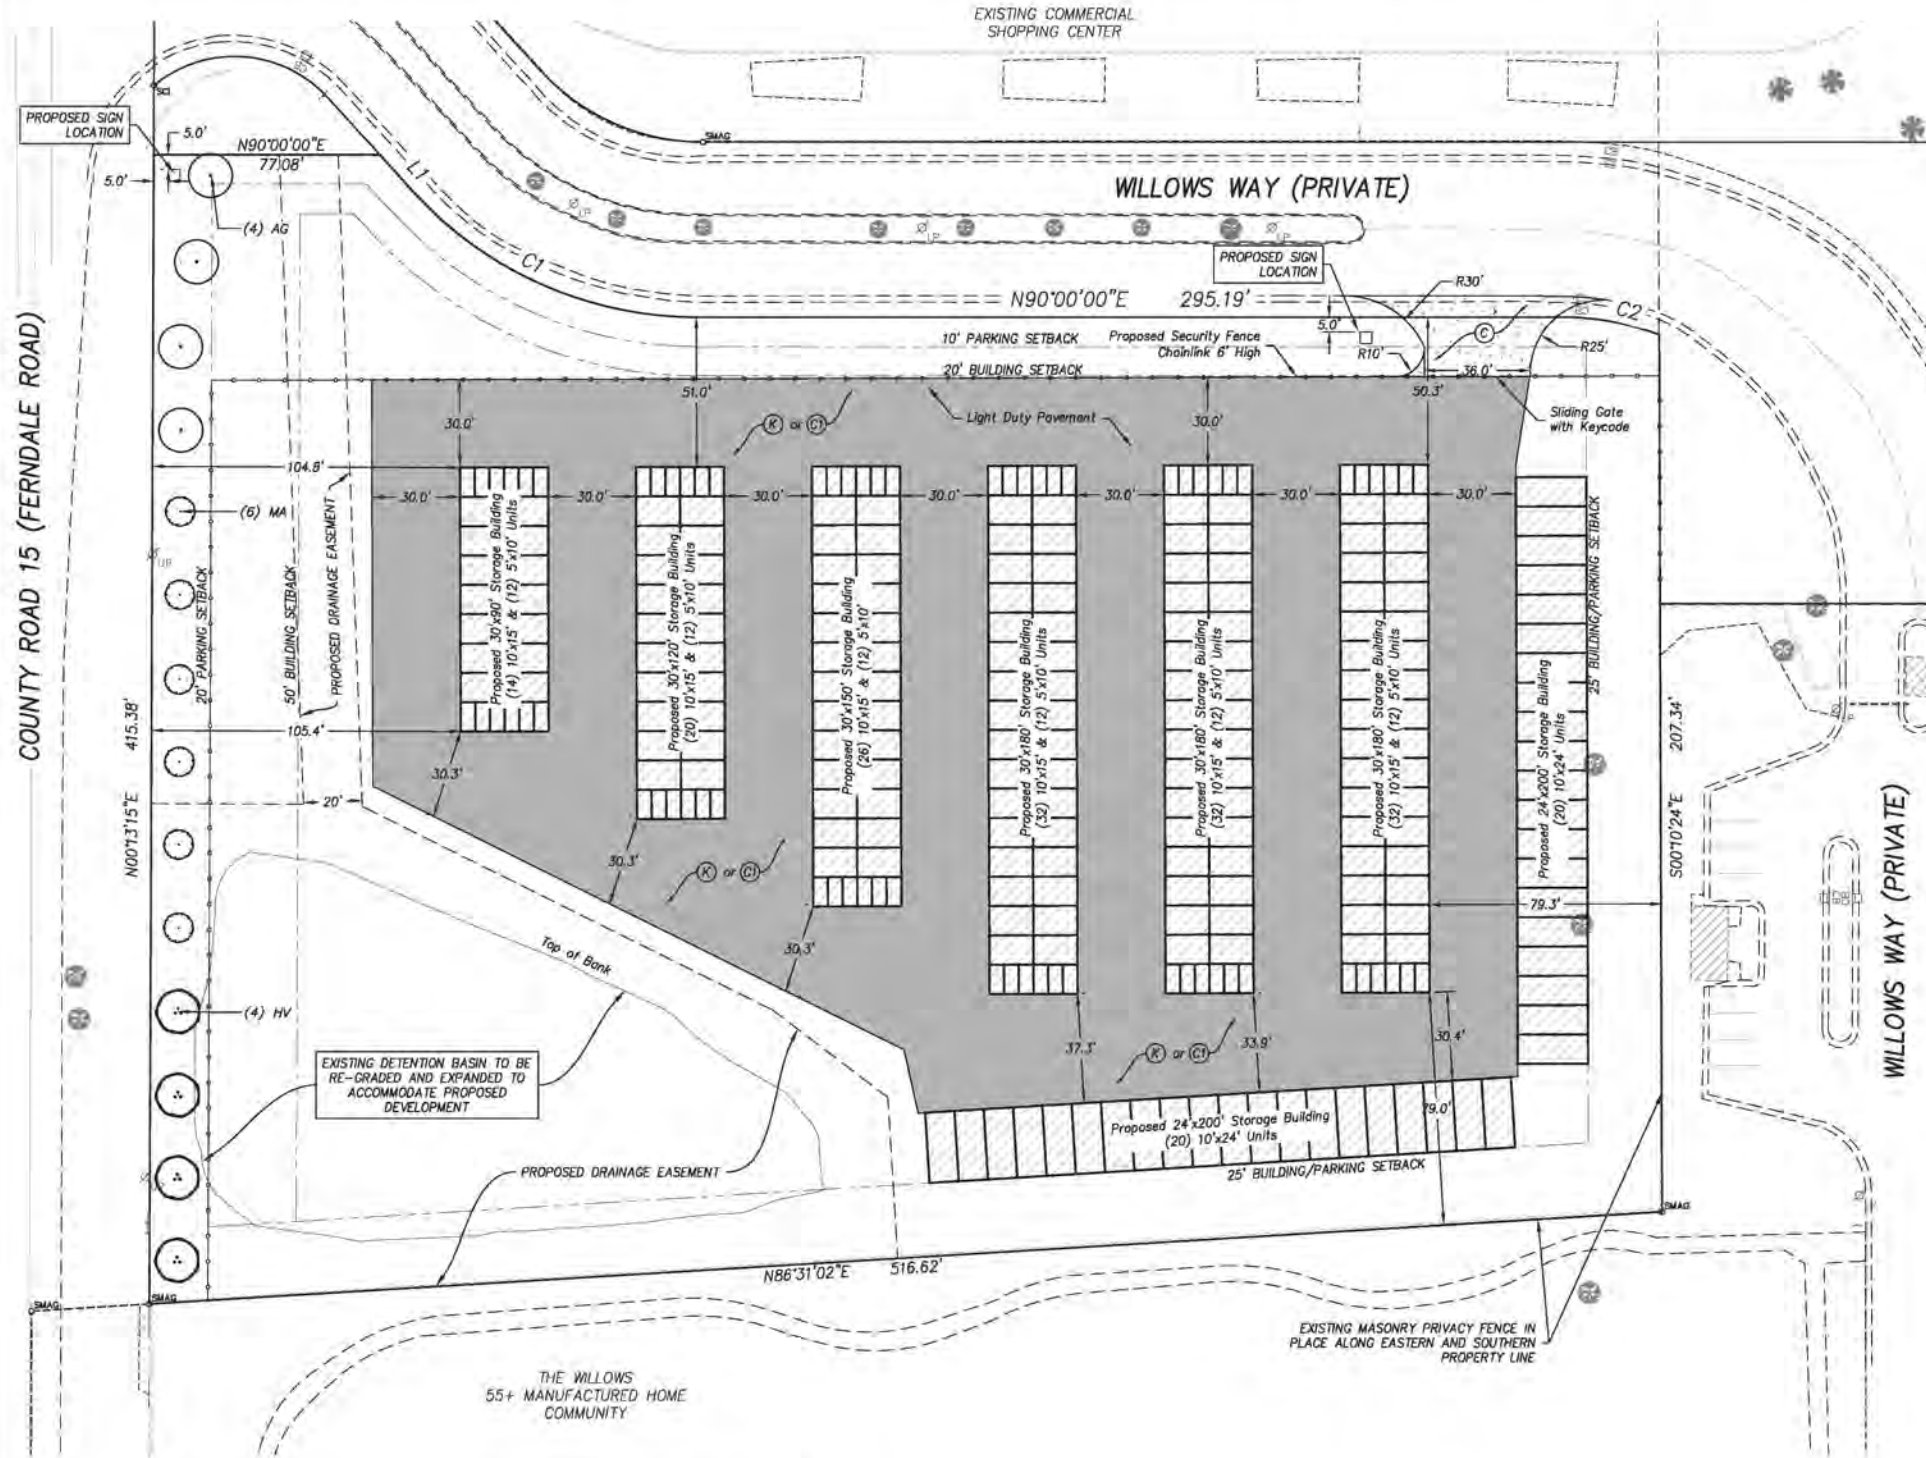 EXISTING COMMERCIAL
SHOPPING CENTER
PROPOSED SIGN
LOCATION
5.0'
N90°00'00"E
77.08'
5.0'
L1
SMAG
WILLOWS WAY (PRIVATE)
(4) AG
LP
LP
LP
C1
PROPOSED SIGN
LOCATION
R30'
N90°00'00"E 295.19'
C2
5.0'
C
10' PARKING SETBACK
Proposed Security Fence
Chainlink 6' High
R10'
R25'
20' BUILDING SETBACK
36.0'
COUNTY ROAD 15 (FERNDALE ROAD)
30.0'
51.0'
K or C1
Light Duty Pavement
30.0'
50.3'
Sliding Gate
with Keycode
104.8'
30.0'
30.0'
30.0'
30.0'
30.0'
30.0'
30.0'
(6) MA
UP
20' PARKING SETBACK
50' BUILDING SETBACK
PROPOSED DRAINAGE EASEMENT
Proposed 30'x90' Storage Building
(14) 10'x15' & (12) 5'x10' Units
Proposed 30'x120' Storage Building
(20) 10'x15' & (12) 5'x10' Units
Proposed 30'x150' Storage Building
(26) 10'x15' & (12) 5'x10'
Proposed 30'x180' Storage Building
(32) 10'x15' & (12) 5'x10' Units
Proposed 30'x180' Storage Building
(32) 10'x15' & (12) 5'x10' Units
Proposed 30'x180' Storage Building
(32) 10'x15' & (12) 5'x10' Units
Proposed 24'x200' Storage Building
(20) 10'x24' Units
25' BUILDING/PARKING SETBACK
N00°13'15"E 415.38'
105.4'
30.3'
20'
30.3'
K or C1
30.3'
79.3'
S00°10'24"E 207.34'
WILLOWS WAY (PRIVATE)
Top of Bank
(4) HV
EXISTING DETENTION BASIN TO BE
RE-GRADED AND EXPANDED TO
ACCOMMODATE PROPOSED
DEVELOPMENT
37.3'
K or C1
33.9'
30.4'
79.0'
Proposed 24'x200' Storage Building
(20) 10'x24' Units
25' BUILDING/PARKING SETBACK
PROPOSED DRAINAGE EASEMENT
SMAG
N86°31'02"E 516.62'
SMAG
SMAG
EXISTING MASONRY PRIVACY FENCE IN
PLACE ALONG EASTERN AND SOUTHERN
PROPERTY LINE
THE WILLOWS
55+ MANUFACTURED HOME
COMMUNITY